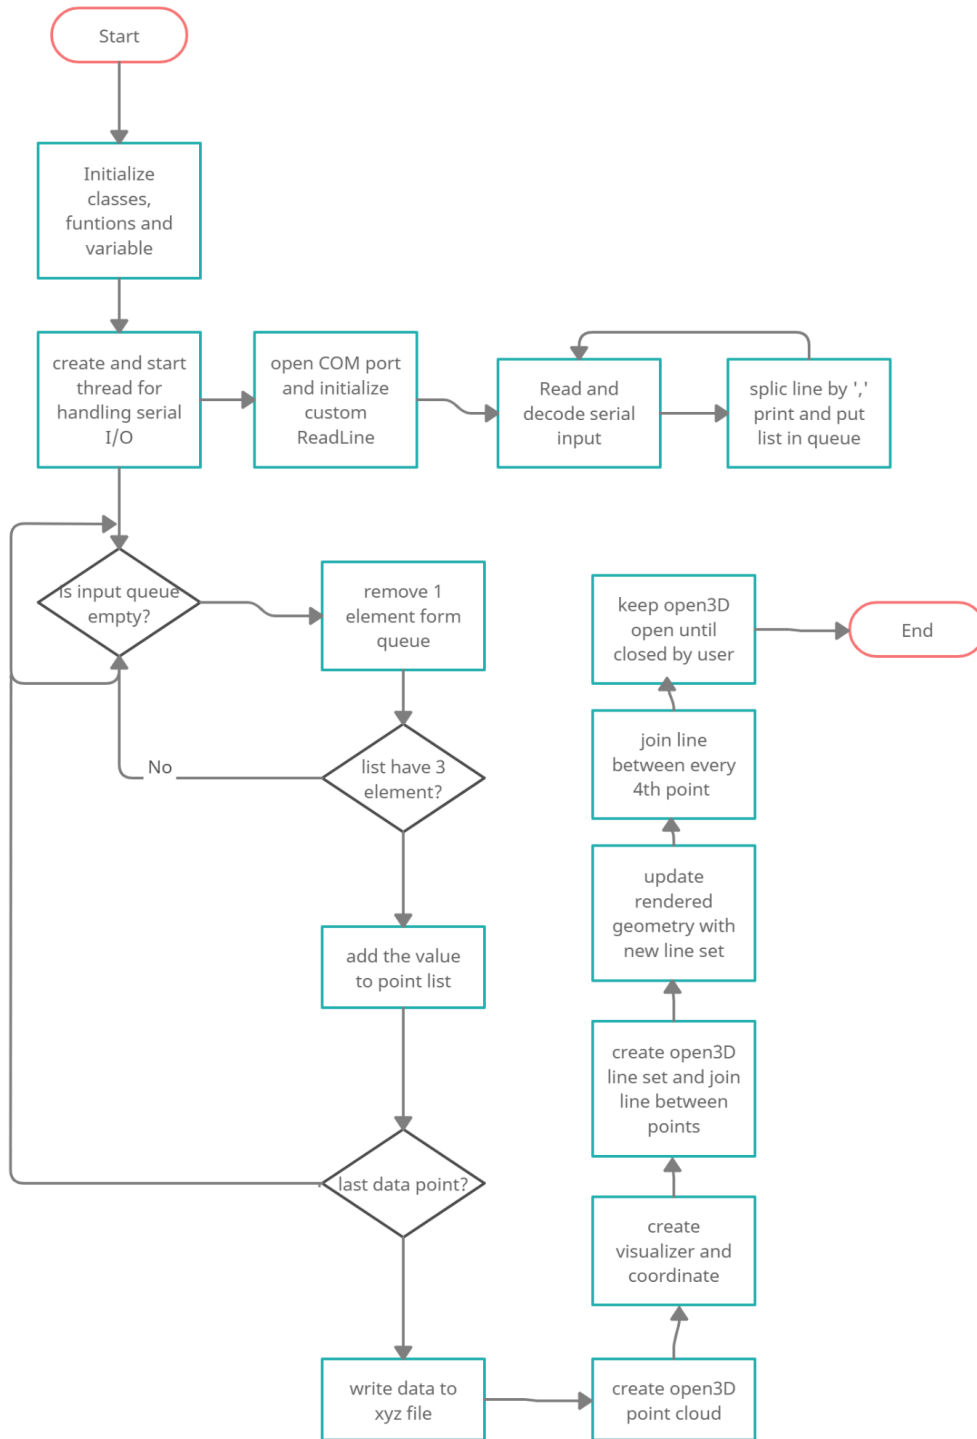 Start
Initialize
classes,
funtions and
variable
create and start
thread for
handling serial
I/O
open COM port
and initialize
custom
ReadLine
Read and
decode serial
input
splic line by ','
print and put
list in queue
is input queue
empty?
remove 1
element form
queue
No
list have 3
element?
add the value
to point list
last data point?
write data to
xyz file
create open3D
point cloud
create
visualizer and
coordinate
create open3D
line set and join
line between
points
update
rendered
geometry with
new line set
join line
between every
4th point
keep open3D
open until
closed by user
End